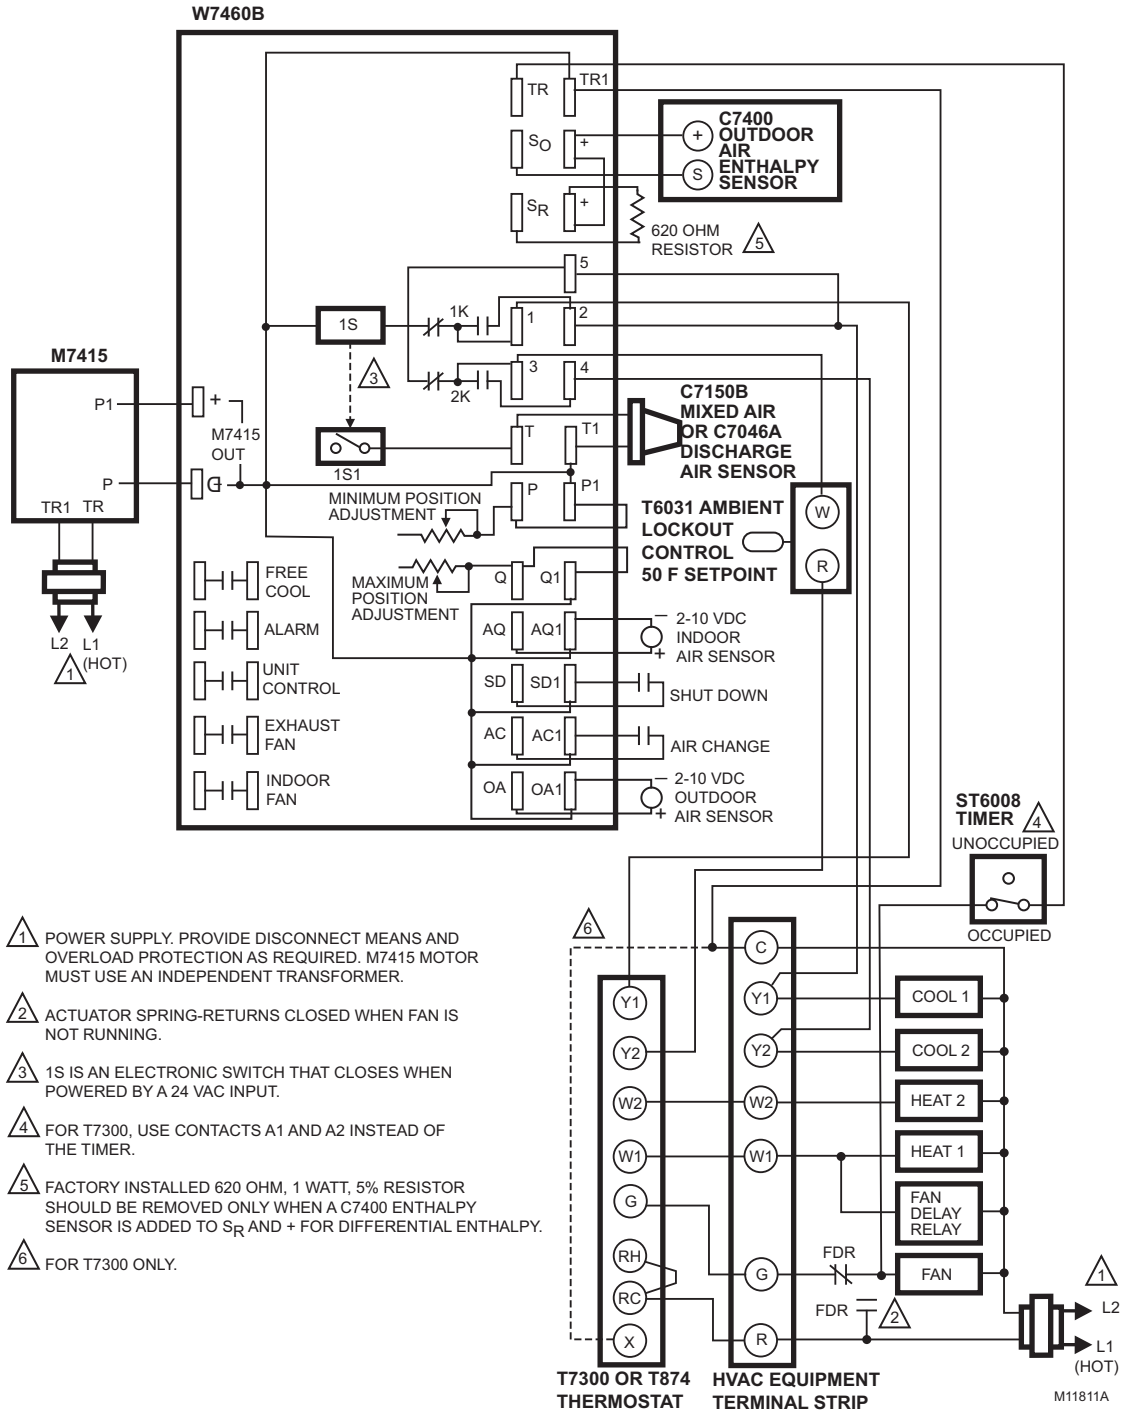 W7460B
TR
TR1
SO
+
SR
+
C7400
OUTDOOR
AIR
ENTHALPY
SENSOR
+
S
620 OHM
RESISTOR
5
5
1S
1K
1
2
3
2K
3
4
M7415
P1
P
TR1 TR
L2 L1
(HOT)
1
+
M7415
OUT
1S1
T
T1
P
P1
C7150B
MIXED AIR
OR C7046A
DISCHARGE
AIR SENSOR
MINIMUM POSITION
ADJUSTMENT
MAXIMUM
POSITION
ADJUSTMENT
Q
Q1
T6031 AMBIENT
LOCKOUT
CONTROL
50 F SETPOINT
W
R
FREE
COOL
ALARM
UNIT
CONTROL
EXHAUST
FAN
INDOOR
FAN
AQ
AQ1
– 2-10 VDC
INDOOR
+ AIR SENSOR
SD
SD1
SHUT DOWN
AC
AC1
AIR CHANGE
OA
OA1
– 2-10 VDC
OUTDOOR
+ AIR SENSOR
ST6008
TIMER
4
UNOCCUPIED
OCCUPIED
1 POWER SUPPLY. PROVIDE DISCONNECT MEANS AND
OVERLOAD PROTECTION AS REQUIRED. M7415 MOTOR
MUST USE AN INDEPENDENT TRANSFORMER.
2 ACTUATOR SPRING-RETURNS CLOSED WHEN FAN IS
NOT RUNNING.
3 1S IS AN ELECTRONIC SWITCH THAT CLOSES WHEN
POWERED BY A 24 VAC INPUT.
4 FOR T7300, USE CONTACTS A1 AND A2 INSTEAD OF
THE TIMER.
5 FACTORY INSTALLED 620 OHM, 1 WATT, 5% RESISTOR
SHOULD BE REMOVED ONLY WHEN A C7400 ENTHALPY
SENSOR IS ADDED TO SR AND + FOR DIFFERENTIAL ENTHALPY.
6 FOR T7300 ONLY.
6
Y1
Y2
W2
W1
G
RH
RC
X
T7300 OR T874
THERMOSTAT
C
Y1
Y2
W2
W1
G
R
HVAC EQUIPMENT
TERMINAL STRIP
COOL 1
COOL 2
HEAT 2
HEAT 1
FAN
DELAY
RELAY
FDR
FAN
FDR
2
1
L2
L1
(HOT)
M11811A